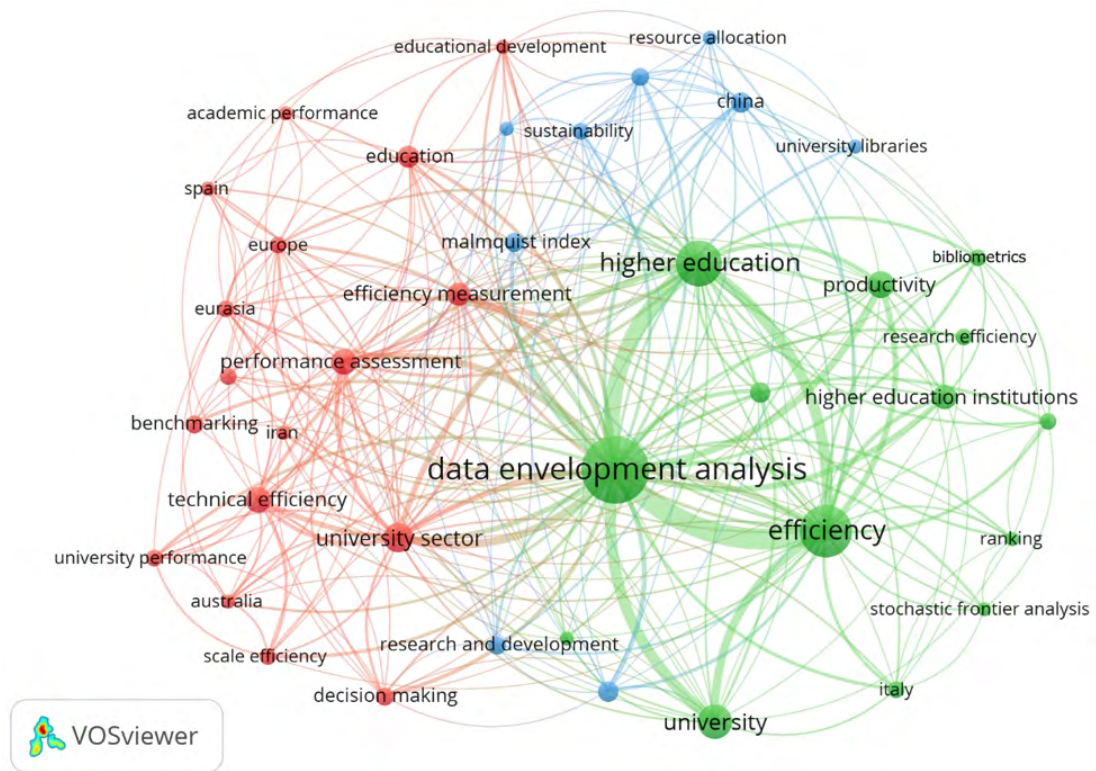 educational development
resource allocation
academic performance
china
sustainability
university libraries
education
spain
europe
malmquist index
higher education
bibliometrics
productivity
efficiency measurement
eurasia
research efficiency
performance assessment
higher education institutions
benchmarking
iran
data envelopment analysis
technical efficiency
efficiency
university sector
ranking
university performance
australia
stochastic frontier analysis
research and development
scale efficiency
decision making
italy
university
VOSviewer